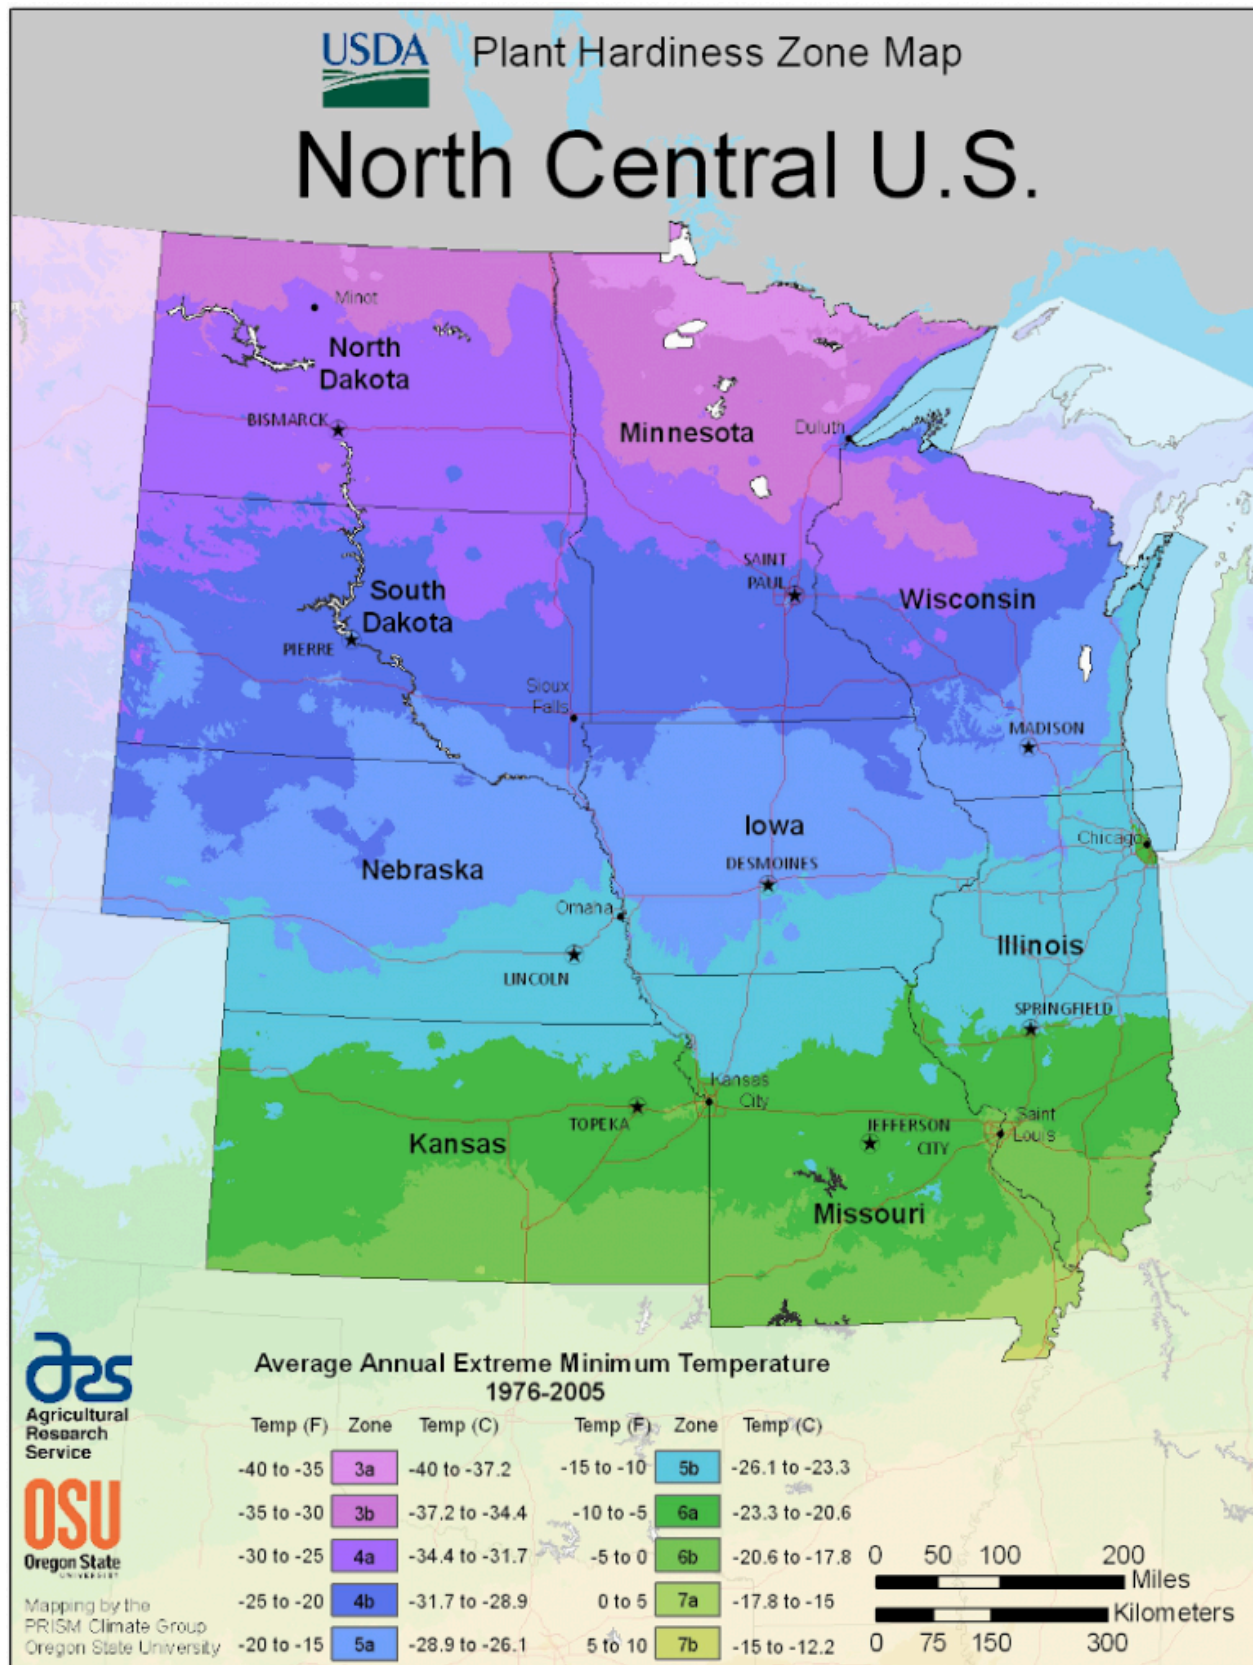 USDA Plant Hardiness Zone Map
North Central U.S.
Minot
North
Dakota
BISMARCK
Minnesota
Duluth
SAINT
PAUL
South
Dakota
Wisconsin
PIERRE
Sioux
Falls
MADISON
Iowa
Chicago
Nebraska
DESMOINES
Omaha
Illinois
LINCOLN
SPRINGFIELD
Kansas
City
TOPEKA
Saint
Louis
JEFFERSON
CITY
Kansas
Missouri
ars
Agricultural
Research
Service
OSU
Oregon State
UNIVERSITY
Mapping by the
PRISM Climate Group
Oregon State University
Average Annual Extreme Minimum Temperature
1976-2005
Temp (F) Zone Temp (C) Temp (F) Zone Temp (C)
-40 to -35 3a -40 to -37.2 -15 to -10 5b -26.1 to -23.3
-35 to -30 3b -37.2 to -34.4 -10 to -5 6a -23.3 to -20.6
-30 to -25 4a -34.4 to -31.7 -5 to 0 6b -20.6 to -17.8
-25 to -20 4b -31.7 to -28.9 0 to 5 7a -17.8 to -15
-20 to -15 5a -28.9 to -26.1 5 to 10 7b -15 to -12.2
0 50 100 200
Miles
Kilometers
0 75 150 300